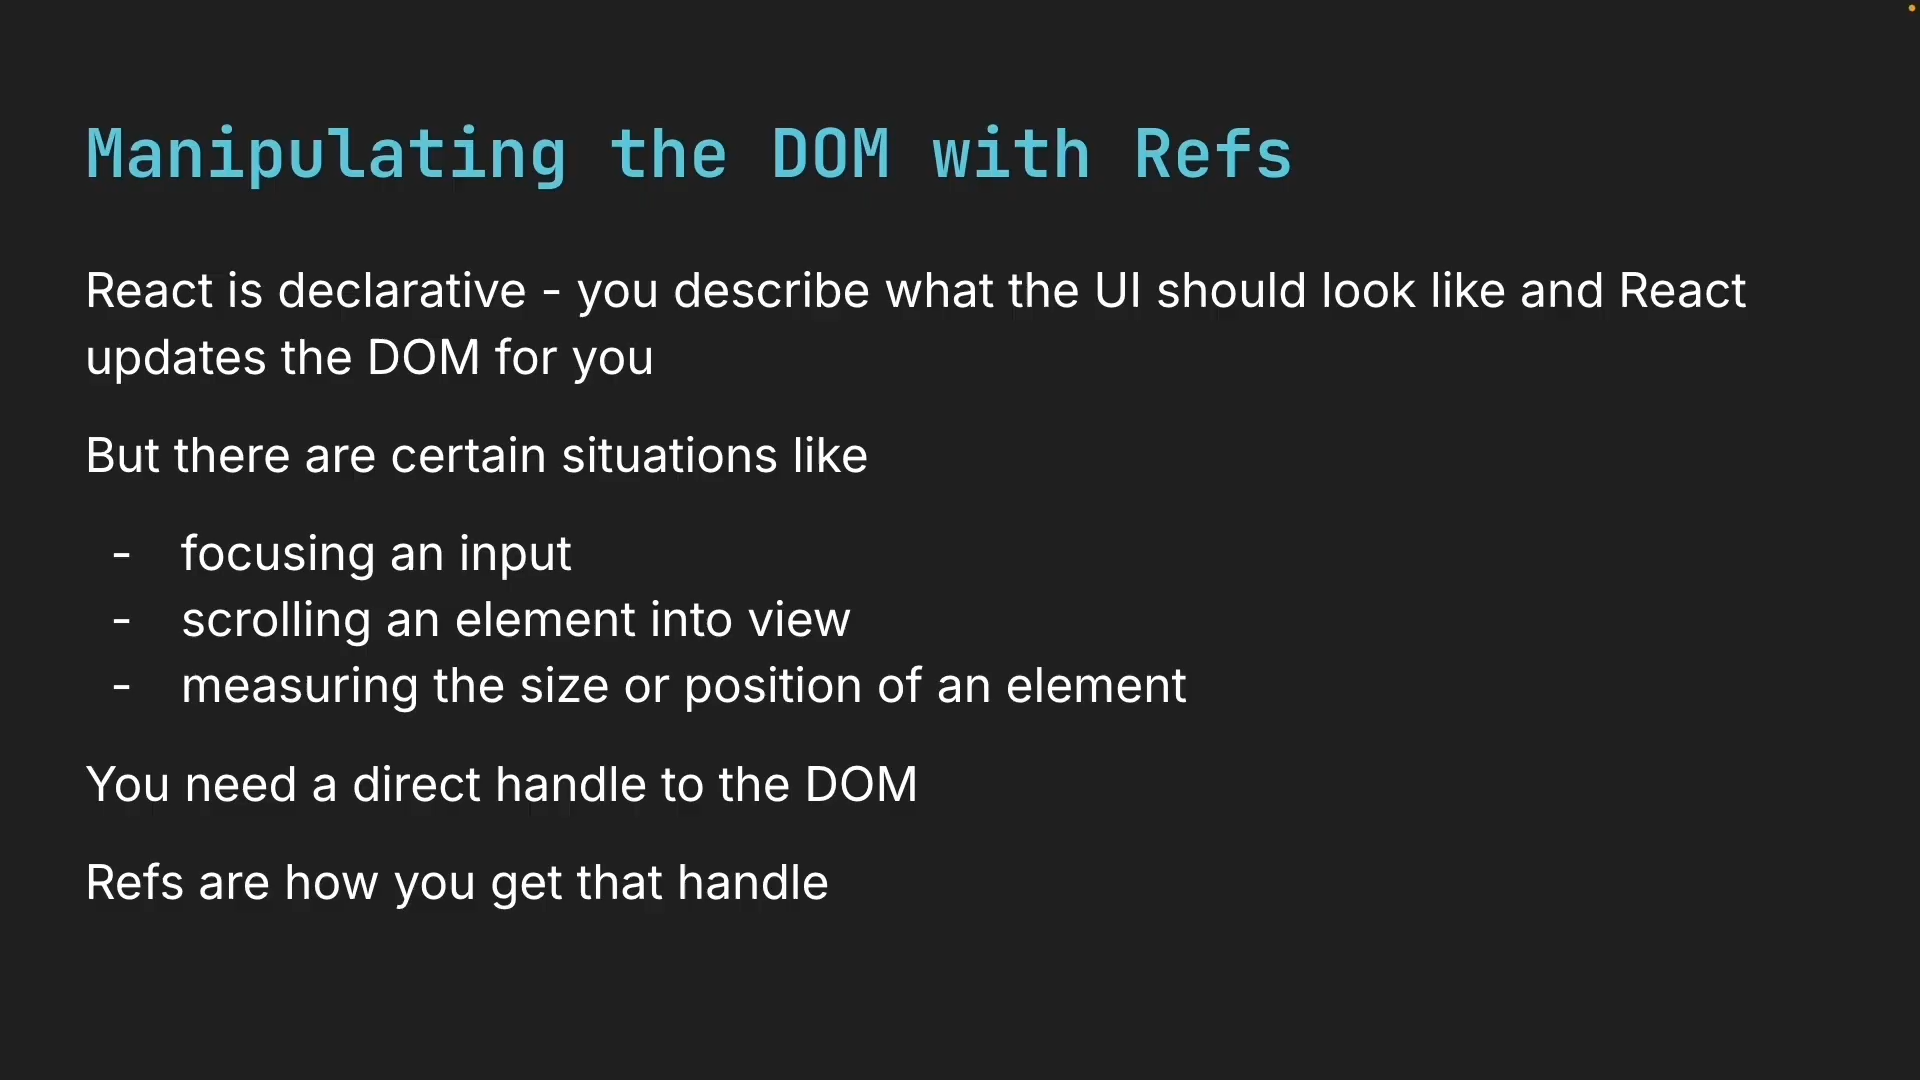 Manipulating the DOM with Refs
React is declarative - you describe what the UI should look like and React
updates the DOM for you
But there are certain situations like
- focusing an input
- scrolling an element into view
- measuring the size or position of an element
You need a direct handle to the DOM
Refs are how you get that handle